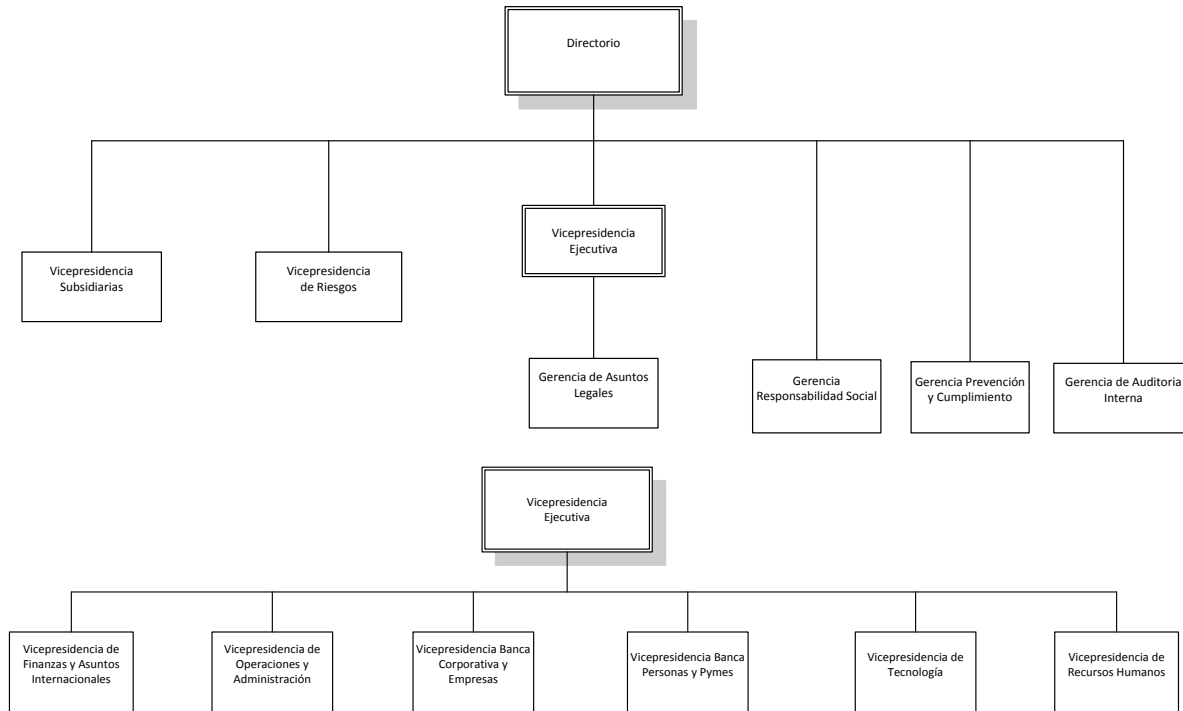 Directorio
Vicepresidencia
Ejecutiva
Vicepresidencia
Subsidiarias
Vicepresidencia
de Riesgos
Gerencia de Asuntos
Legales
Gerencia
Responsabilidad Social
Gerencia Prevención
y Cumplimiento
Gerencia de Auditoria
Interna
Vicepresidencia
Ejecutiva
Vicepresidencia de
Finanzas y Asuntos
Internacionales
Vicepresidencia de
Operaciones y
Administración
Vicepresidencia Banca
Corporativa y
Empresas
Vicepresidencia Banca
Personas y Pymes
Vicepresidencia de
Tecnología
Vicepresidencia de
Recursos Humanos